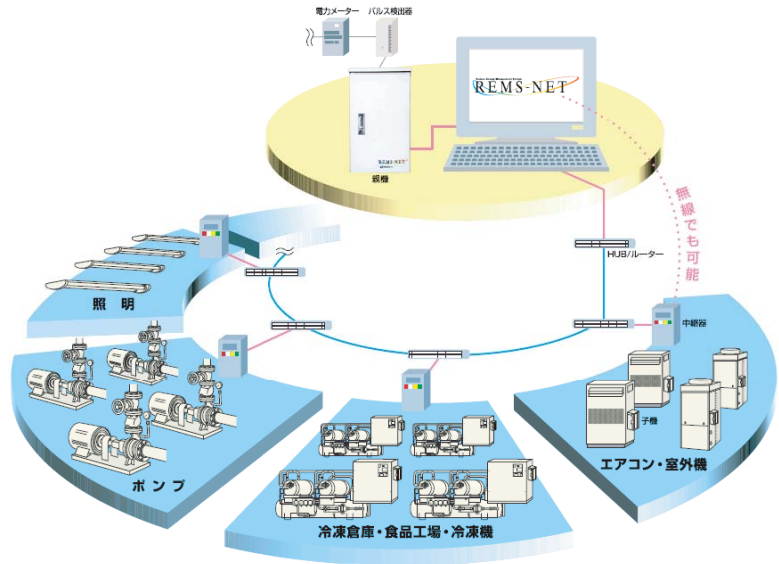 電力メーター
パルス検出器
REMS-NET
REMS-NET
親機
無線でも可能
HUB/ルーター
中継器
照 明
子機
エアコン・室外機
ポンプ
冷凍倉庫・食品工場・冷凍機